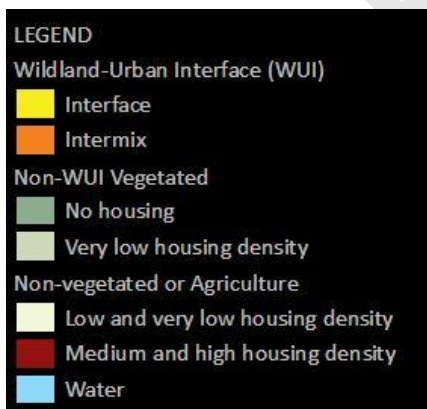 LEGEND
Wildland-Urban Interface (WUI)
Interface
Intermix
Non-WUI Vegetated
No housing
Very low housing density
Non-vegetated or Agriculture
Low and very low housing density
Medium and high housing density
Water